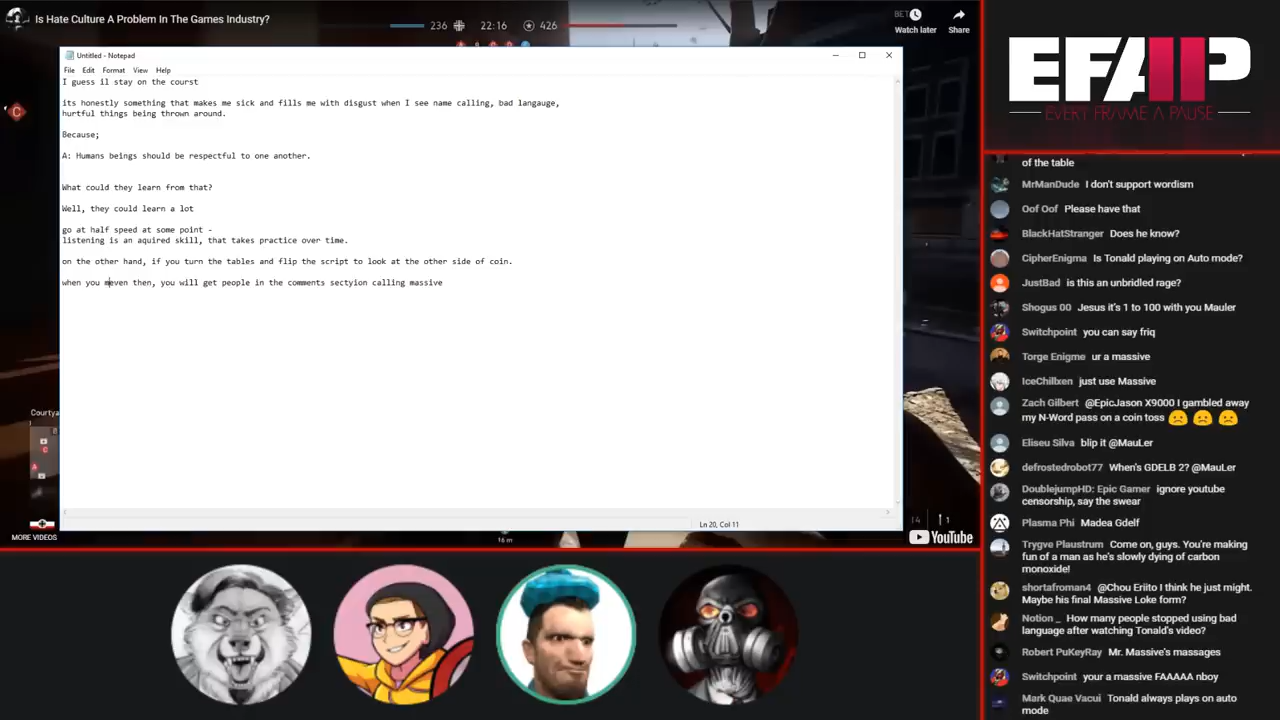 Is Hate Culture A Problem In The Games Industry?
236
22:16
426
BET
Watch later
Share
C
Untitled - Notepad
File Edit Format View Help
I guess il stay on the courst
its honestly something that makes me sick and fills me with disgust when I see name calling, bad langauge,
hurtful things being thrown around.
Because;
A: Humans beings should be respectful to one another.
What could they learn from that?
Well, they could learn a lot
go at half speed at some point -
listening is an aquired skill, that takes practice over time.
on the other hand, if you turn the tables and flip the script to look at the other side of coin.
when you meven then, you will get people in the comments sectyion calling massive
Ln 20, Col 11
Courtya
C
A
MORE VIDEOS
16 m
14
1
YouTube
EFAP
EVERY FRAME A PAUSE
of the table
MrManDude I don't support wordism
Oof Oof Please have that
BlackHatStranger Does he know?
CipherEnigma Is Tonald playing on Auto mode?
JustBad is this an unbridled rage?
Shogus 00 Jesus it's 1 to 100 with you Mauler
Switchpoint you can say friq
Torge Enigme ur a massive
IceChillxen just use Massive
Zach Gilbert @EpicJason X9000 I gambled away
my N-Word pass on a coin toss
Eliseu Silva blip it @MauLer
defrostedrobot77 When's GDELB 2? @MauLer
DoublejumpHD: Epic Gamer ignore youtube
censorship, say the swear
Plasma Phi Madea Gdelf
Trygve Plaustrum Come on, guys. You're making
fun of a man as he's slowly dying of carbon
monoxide!
shortafroman4 @Chou Eriito I think he just might.
Maybe his final Massive Loke form?
Notion _ How many people stopped using bad
language after watching Tonald's video?
Robert PuKeyRay Mr. Massive's massages
Switchpoint your a massive FAAAAA nboy
Mark Quae Vacui Tonald always plays on auto
mode